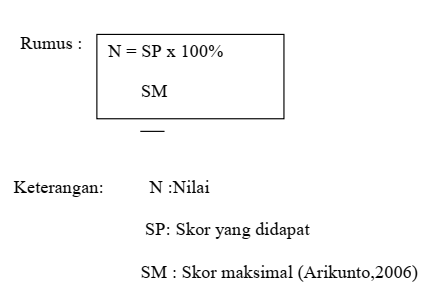 Rumus :
N = SP x 100%
SM
Keterangan: N :Nilai
SP: Skor yang didapat
SM : Skor maksimal (Arikunto,2006)